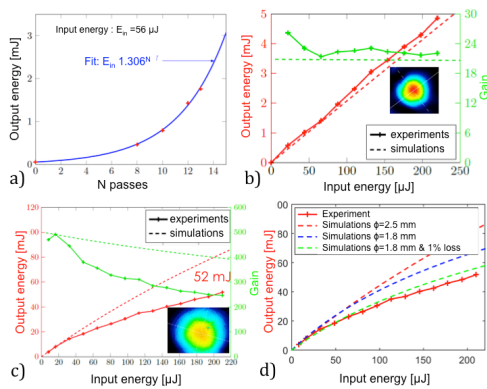 a)
Input energy : E_in =56 µJ
Fit: E_in 1.306^N
Output energy [mJ]
3
2
1
0
0 2 4 6 8 10 12 14
N passes
b)
Output energy [mJ]
5
4
3
2
1
0
30
24
18
12
6
0
Gain
experiments
simulations
0 50 100 150 200 250
Input energy [µJ]
c)
Output energy [mJ]
20
00
80
60
40
20
0
600
500
400
300
200
100
0
Gain
experiments
simulations
52 mJ
0 20 40 60 80 100 120 140 160 180 200 220
Input energy [µJ]
d)
Output energy [mJ]
00
80
60
40
20
0
Experiment
Simulations ϕ=2.5 mm
Simulations ϕ=1.8 mm
Simulations ϕ=1.8 mm & 1% loss
0 50 100 150 200
Input energy [µJ]